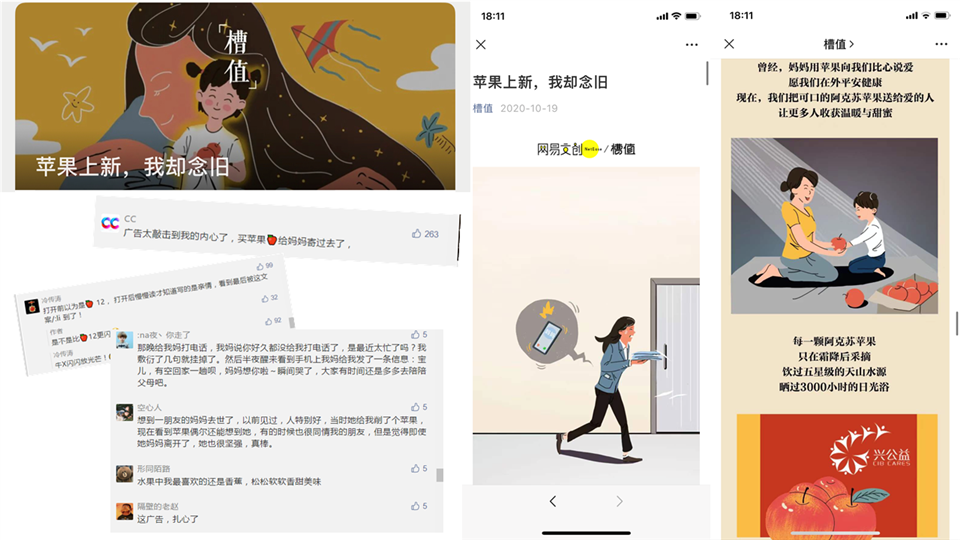 「槽值」
苹果上新，我却念旧
CC
广告太敲击到我的内心了，买苹果🍎给妈妈寄过去了，
263
99
冷传涛
打开前以为是🍎 12， 打开后慢慢读才知道写的是亲情，看到最后被这文
案/:li 到了！
32
作者
是不是比🍎12更闪
92
冷传涛
牛X闪闪放光芒！
:na夜、你走了
5
那晚给我妈打电话，我妈说你好久都没给我打电话了，是最近太忙了吗？我
敷衍了几句就挂掉了。然后半夜醒来看到手机上我妈给我发了一条信息：宝
儿，有空回家一趟呗，妈妈想你啦～瞬间哭了，大家有时间还是多多去陪陪
父母吧。
空心人
5
想到一朋友的妈妈去世了，以前见过，人特别好，当时她给我削了个苹果，
现在看到苹果偶尔还能想到她，有的时候也很同情我的朋友，但是觉得即使
她妈妈离开了，她也很坚强，真棒。
形同陌路
5
水果中我最喜欢的还是香蕉，松松软软香甜美味
隔壁的老赵
5
这广告，扎心了
18:11
苹果上新，我却念旧
槽值 2020-10-19
网易文创 NetEase / 槽值
18:11
槽值
曾经，妈妈用苹果向我们比心说爱
愿我们在外平安健康
现在，我们把可口的阿克苏苹果送给爱的人
让更多人收获温暖与甜蜜
每一颗阿克苏苹果
只在霜降后采摘
饮过五星级的天山水源
晒过3000小时的日光浴
兴公益
CIB CARES